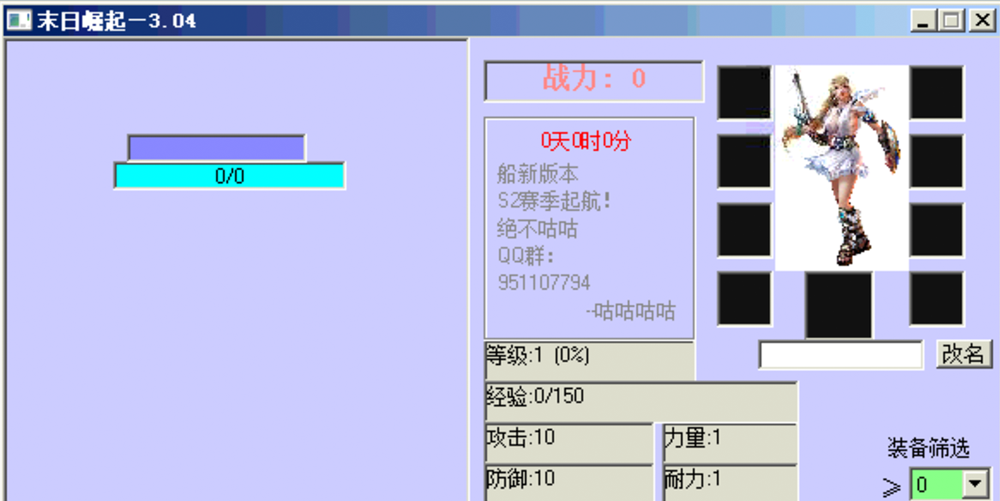 末日崛起－3.04
战力：0
0天0时0分
船新版本
S2赛季起航！
绝不咕咕
QQ群：
951107794
--咕咕咕咕
0/0
改名
等级:1 (0%)
经验:0/150
攻击:10
力量:1
防御:10
耐力:1
装备筛选
≥ 0